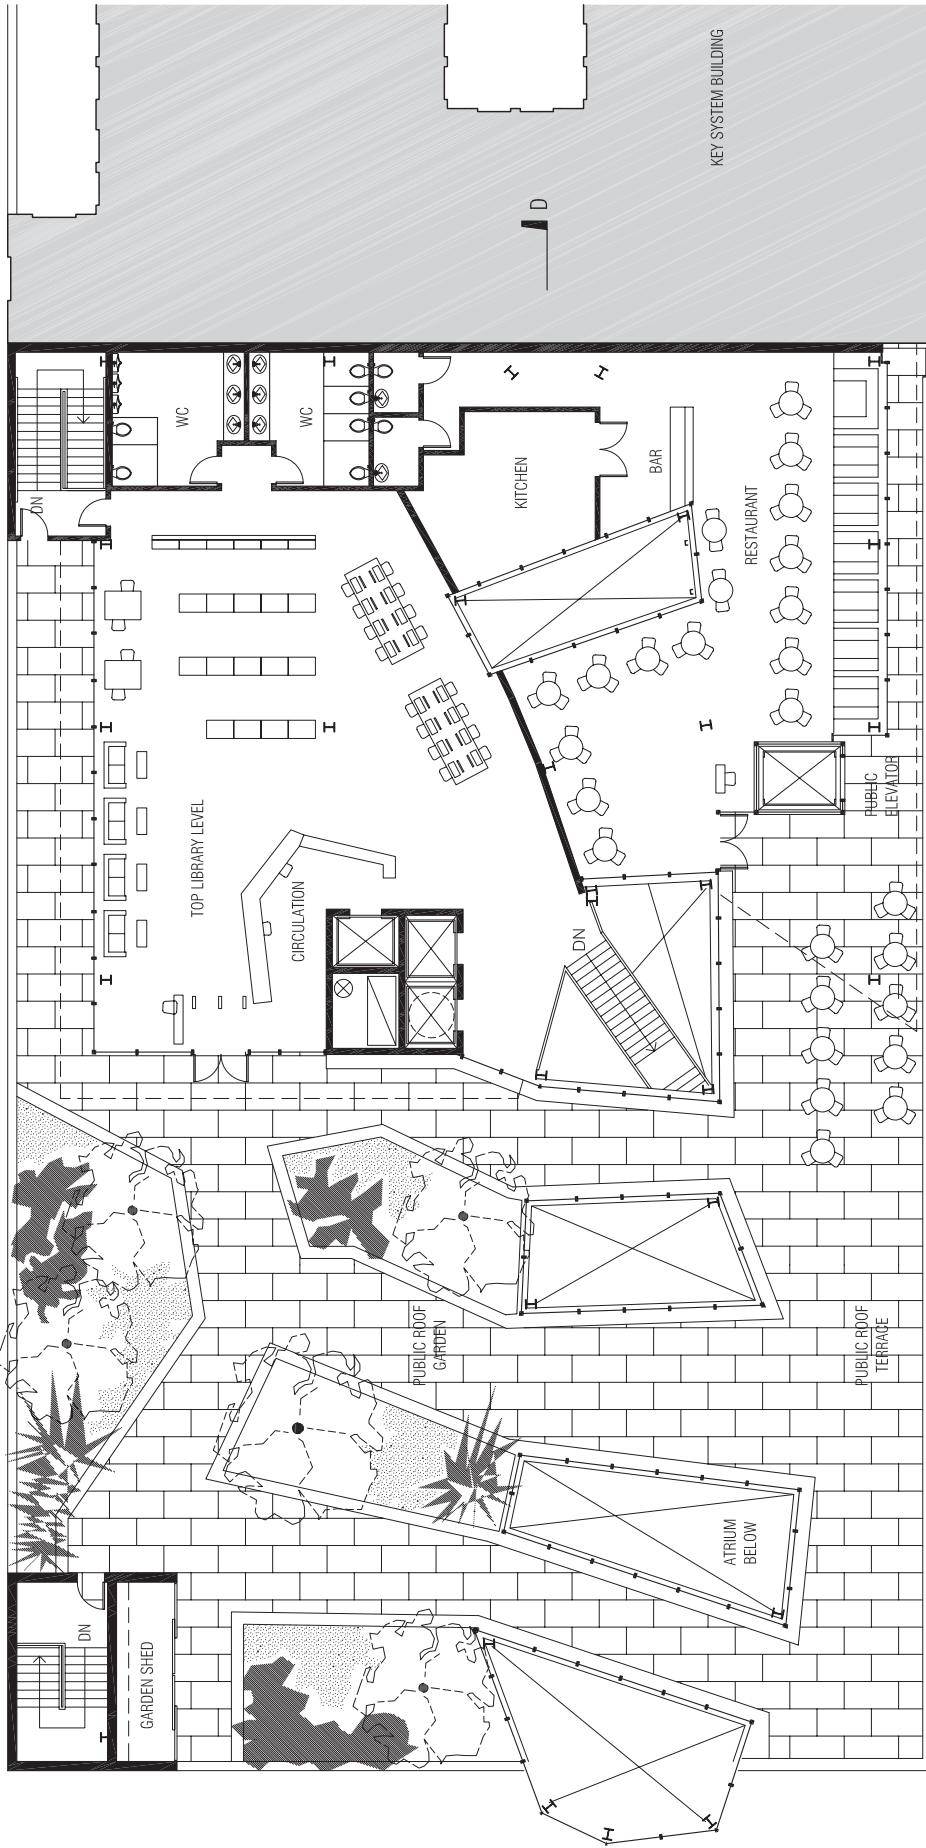 KEY SYSTEM BUILDING
D
WC
WC
DN
KITCHEN
BAR
RESTAURANT
TOP LIBRARY LEVEL
CIRCULATION
PUBLIC
ELEVATOR
DN
PUBLIC ROOF
GARDEN
PUBLIC ROOF
TERRACE
ATRIUM
BELOW
DN
GARDEN SHED